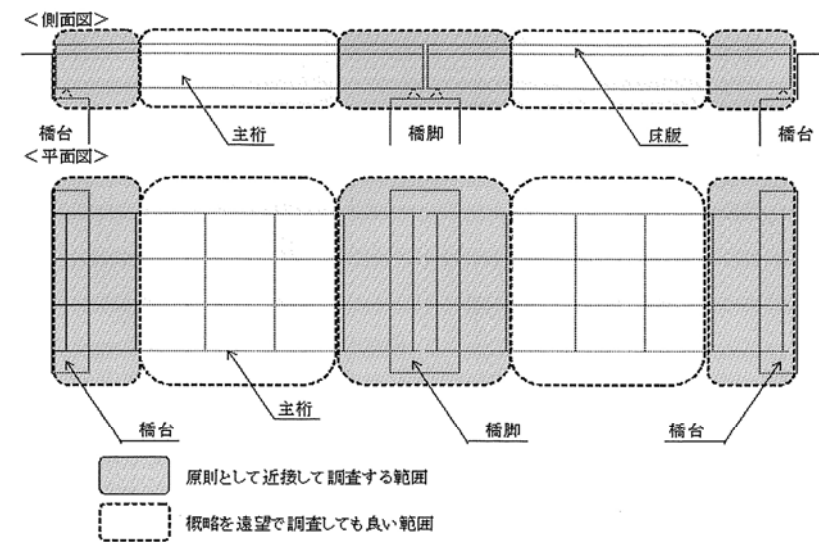 ＜側面図＞
橋台
主桁
橋脚
床版
橋台
＜平面図＞
主桁
橋台
橋脚
橋台
原則として近接して調査する範囲
概略を遠望で調査しても良い範囲